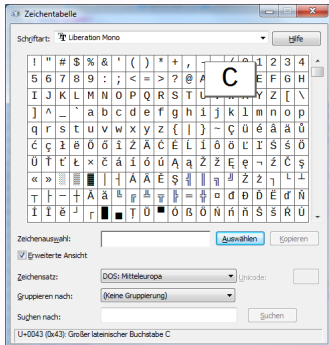 Zeichentabelle
Schriftart: Liberation Mono Hilfe
! " # $ % & ' ( ) * + , 0 1 2 3 4
5 6 7 8 9 : ; < = > ? @ A C E F G H
I J K L M N O P Q R S T U Y Z [ \
] ^ _ ` a b c d e f g h i j k l m n o p
q r s t u v w x y z { | } ~ Ç ü é â ä ů
ć ç ł ë Ő ő î Ź Ä Ć É Ĺ ĺ ô ö Ľ ľ Ś ś Ö
Ü Ť ť Ł × č á í ó ú Ą ą Ž ž Ę ę ¬ ź Č ş
« » ░ ▒ ▓ │ ┤ Á Â Ě Ş ╣ ║ ╗ ╝ Ż ż ┐ └ ┴
┬ ├ ─ ┼ Ă ă ╚ ╔ ╩ ╦ ╠ ═ ╬ ¤ đ Đ Ď Ë ď Ň
Í Î ě ┘ ┌ █ ▄ Ţ Ů ▀ Ó ß Ô Ń ń ň Š š Ŕ Ú
C
Zeichenauswahl: Auswählen Kopieren
Erweiterte Ansicht
Zeichensatz: DOS: Mitteleuropa Unicode:
Gruppieren nach: (Keine Gruppierung)
Suchen nach: Suchen
U+0043 (0x43): Großer lateinischer Buchstabe C